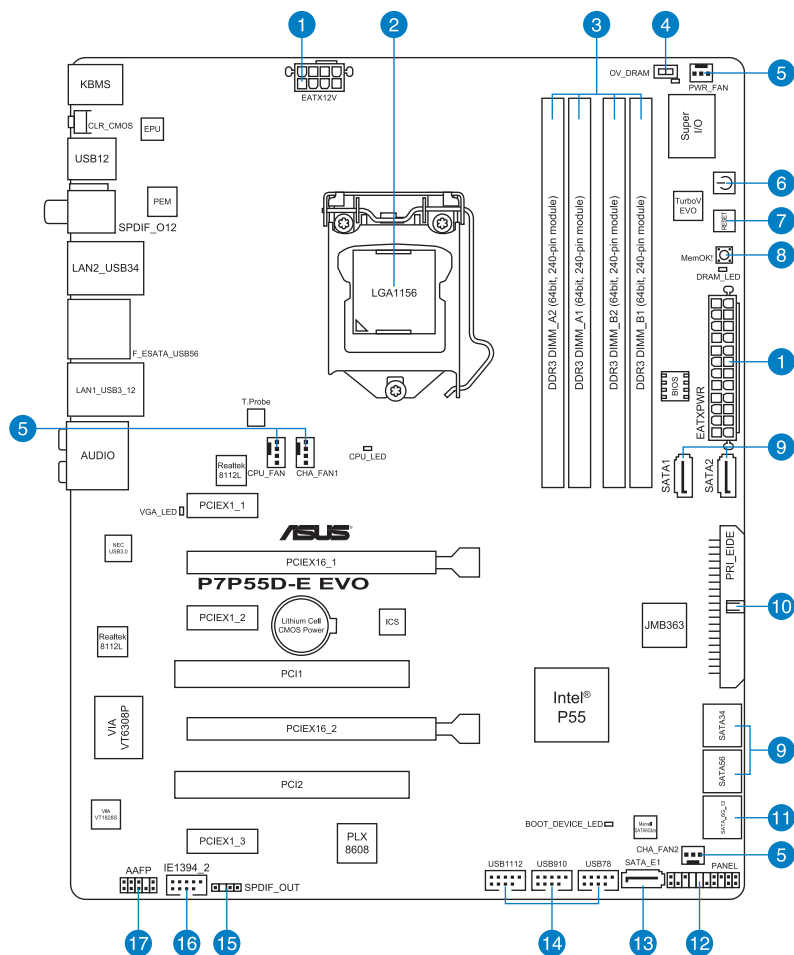 1
2
3
4
5
KBMS
EATX12V
OV_DRAM
PWR_FAN
CLR_CMOS
EPU
Super I/O
USB12
PEM
TurboV EVO
6
SPDIF_O12
RESET
7
MemOK!
8
DRAM_LED
LAN2_USB34
LGA1156
DDR3 DIMM_A2 (64bit, 240-pin module)
DDR3 DIMM_A1 (64bit, 240-pin module)
DDR3 DIMM_B2 (64bit, 240-pin module)
DDR3 DIMM_B1 (64bit, 240-pin module)
F_ESATA_USB56
1
EATXPWR
BIOS
LAN1_USB3_12
T.Probe
5
AUDIO
CPU_FAN
CHA_FAN1
CPU_LED
9
SATA1
SATA2
Realtek
8112L
PCIEX1_1
VGA_LED
ASUS
NEC
USB3.0
PCIEX16_1
P7P55D-E EVO
PRI_EIDE
10
PCIEX1_2
Lithium Cell
CMOS Power
ICS
JMB363
Realtek
8112L
PCI1
Intel®
P55
VIA
VT6308P
PCIEX16_2
SATA34
9
SATA56
PCI2
VIA
VT1828S
SATA_6G_12
11
BOOT_DEVICE_LED
Marvell
PCIEX1_3
PLX
8608
CHA_FAN2
5
AAFP
IE1394_2
SPDIF_OUT
USB1112
USB910
USB78
SATA_E1
PANEL
17
16
15
14
13
12